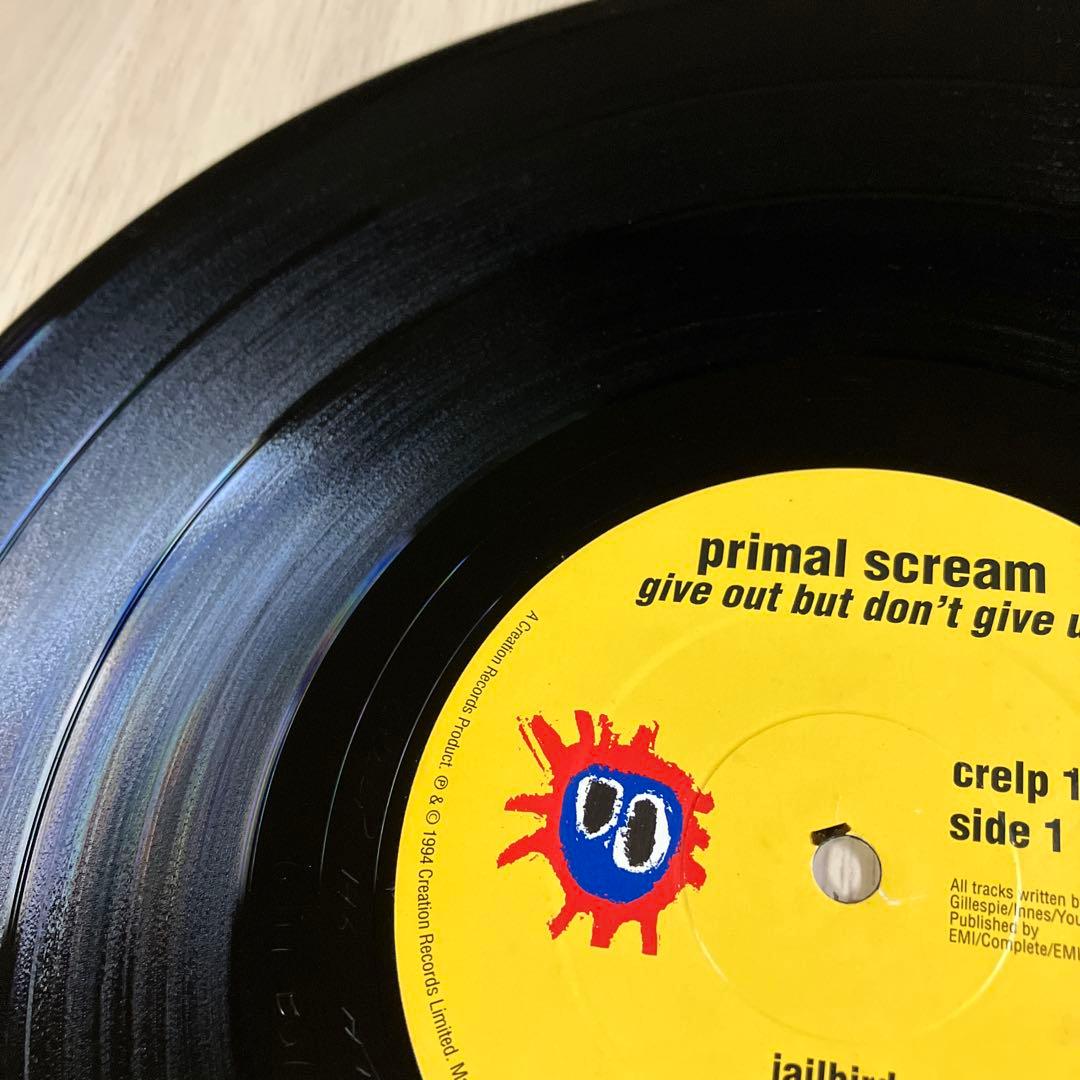 primal scream
give out but don't give u
crelp 1
side 1
All tracks written b
Gillespie/Innes/You
Published by
EMI/Complete/EMI
jailbird
A Creation Records Product. ℗ & © 1994 Creation Records Limited. Ma